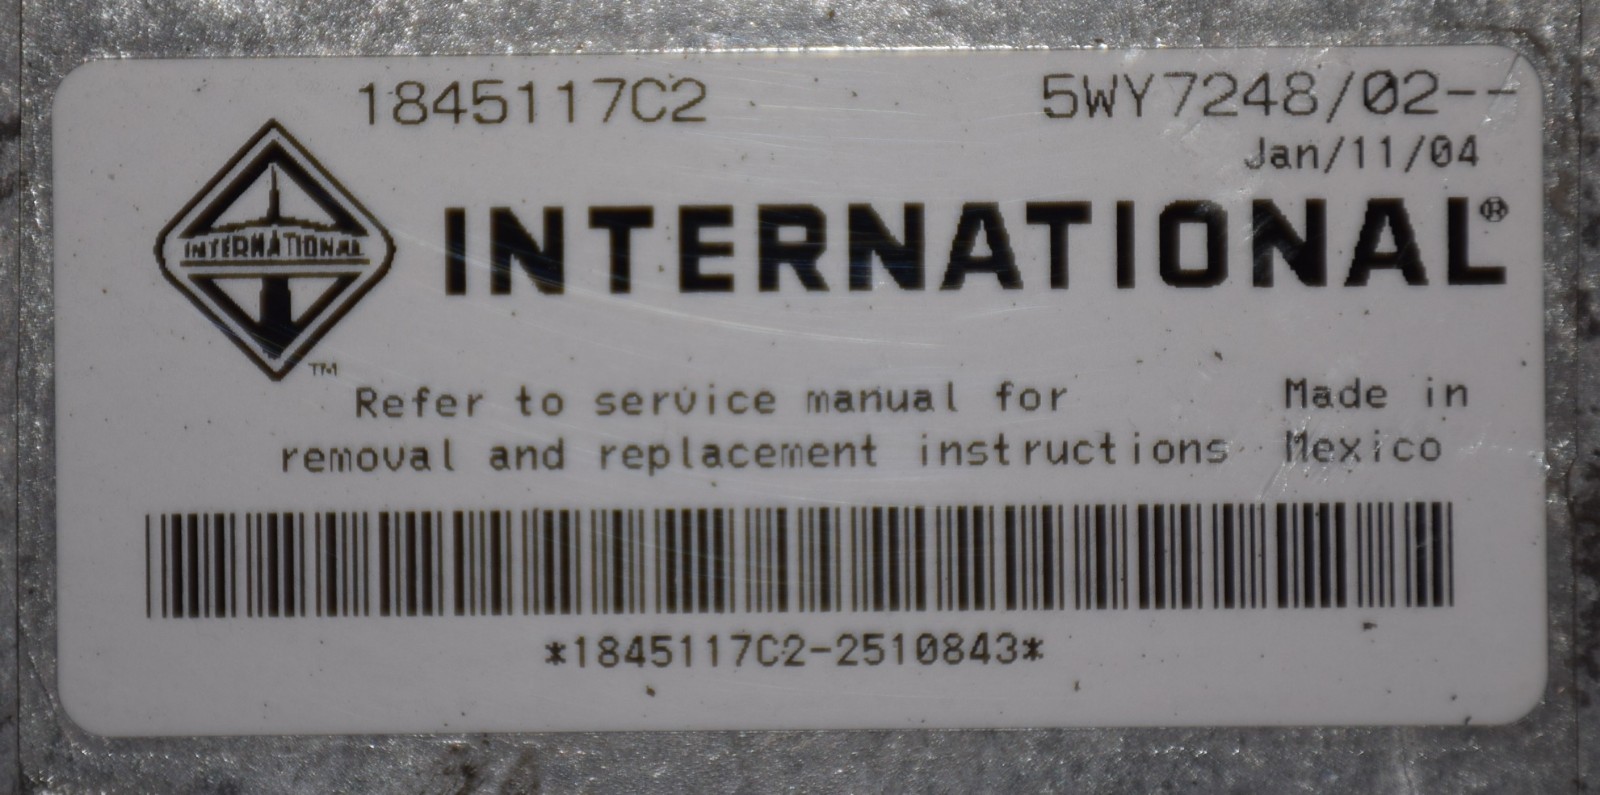 1845117C2 5WY7248/02--
Jan/11/04
INTERNATIONAL
INTERNATIONAL®
TM
Refer to service manual for Made in
removal and replacement instructions Mexico
*1845117C2-2510843*